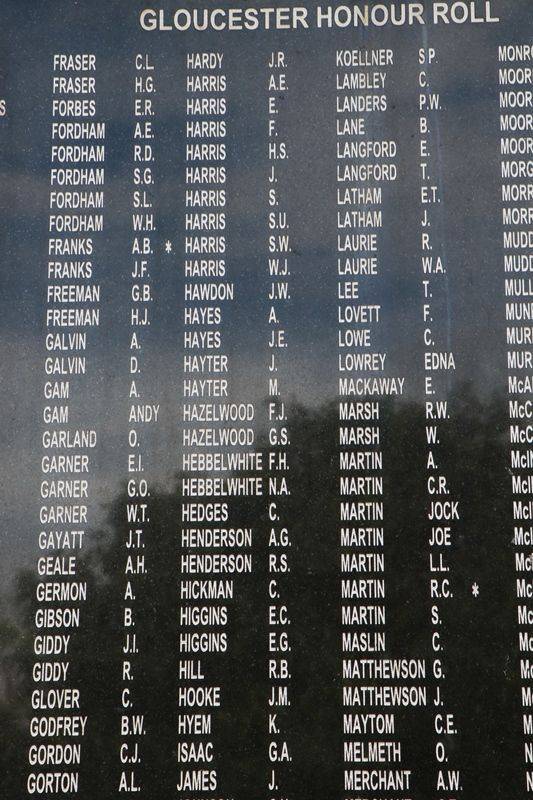 GLOUCESTER HONOUR ROLL
FRASER C.L.
FRASER H.G.
FORBES E.R.
FORDHAM A.E.
FORDHAM R.D.
FORDHAM S.G.
FORDHAM S.L.
FORDHAM W.H.
FRANKS A.B. *
FRANKS J.F.
FREEMAN G.B.
FREEMAN H.J.
GALVIN A.
GALVIN D.
GAM A.
GAM ANDY
GARLAND O.
GARNER E.I.
GARNER G.O.
GARNER W.T.
GAYATT J.T.
GEALE A.H.
GERMON A.
GIBSON B.
GIDDY J.I.
GIDDY R.
GLOVER C.
GODFREY B.W.
GORDON C.J.
GORTON A.L.
HARDY J.R.
HARRIS A.E.
HARRIS E.
HARRIS F.
HARRIS H.S.
HARRIS J.
HARRIS S.
HARRIS S.U.
HARRIS S.W.
HARRIS W.J.
HAWDON J.W.
HAYES A.
HAYES J.E.
HAYTER J.
HAYTER M.
HAZELWOOD F.J.
HAZELWOOD G.S.
HEBBELWHITE F.H.
HEBBELWHITE N.A.
HEDGES C.
HENDERSON A.G.
HENDERSON R.S.
HICKMAN C.
HIGGINS E.C.
HIGGINS E.G.
HILL R.B.
HOOKE J.M.
HYEM K.
ISAAC G.A.
JAMES J.
KOELLNER S P.
LAMBLEY C.
LANDERS P.W.
LANE B.
LANGFORD E.
LANGFORD T.
LATHAM E.T.
LATHAM J.
LAURIE R.
LAURIE W.A.
LEE T.
LOVETT F.
LOWE C.
LOWREY EDNA
MACKAWAY E.
MARSH R.W.
MARSH W.
MARTIN A.
MARTIN C.R.
MARTIN JOCK
MARTIN JOE
MARTIN L.L.
MARTIN R.C. *
MARTIN S.
MASLIN C.
MATTHEWSON G.
MATTHEWSON J.
MAYTOM C.E.
MELMETH O.
MERCHANT A.W.